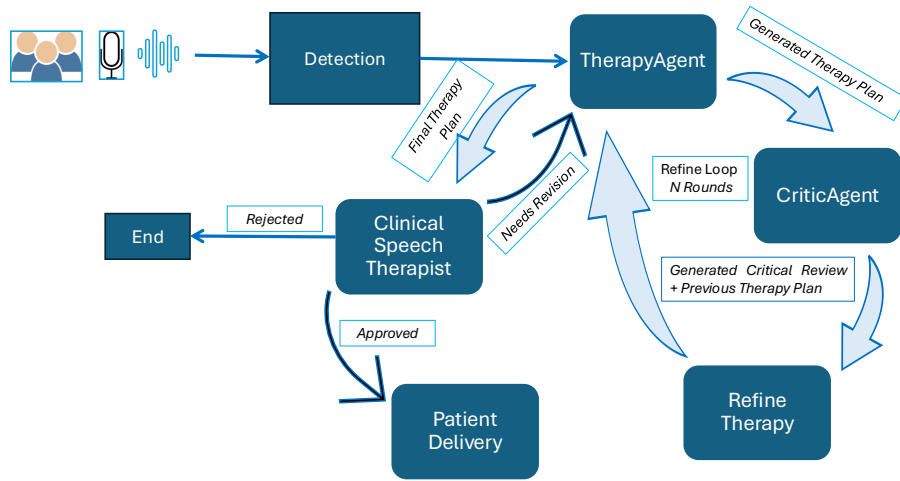 Detection
TherapyAgent
Generated Therapy Plan
Final Therapy
Plan
Needs Revision
Refine Loop
N Rounds
CriticAgent
Rejected
End
Clinical
Speech
Therapist
Generated Critical Review
+ Previous Therapy Plan
Approved
Patient
Delivery
Refine
Therapy